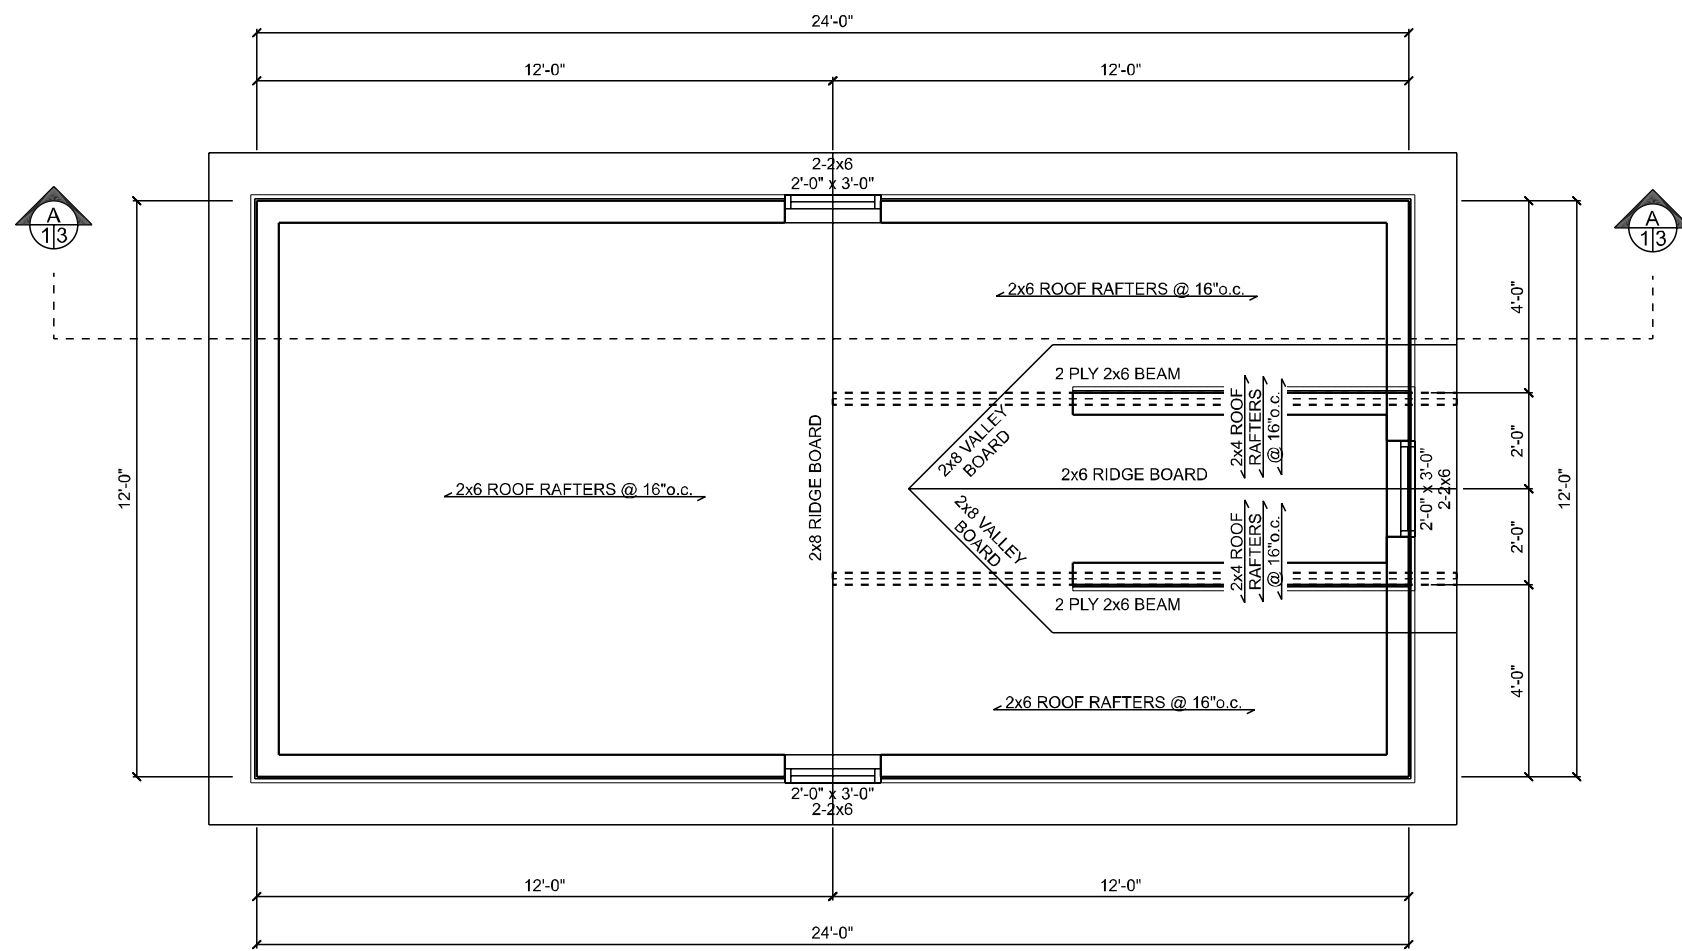 24'-0"
12'-0"
12'-0"
2-2x6
2'-0" x 3'-0"
A
1|3
A
1|3
2x6 ROOF RAFTERS @ 16"o.c.
4'-0"
2 PLY 2x6 BEAM
2x4 ROOF
RAFTERS
@ 16"o.c.
2x8 VALLEY
BOARD
2'-0"
12'-0"
2x6 ROOF RAFTERS @ 16"o.c.
2x8 RIDGE BOARD
2x6 RIDGE BOARD
2'-0" x 3'-0"
2-2x6
12'-0"
2x8 VALLEY
BOARD
2x4 ROOF
RAFTERS
@ 16"o.c.
2'-0"
2 PLY 2x6 BEAM
2x6 ROOF RAFTERS @ 16"o.c.
4'-0"
2'-0" x 3'-0"
2-2x6
12'-0"
12'-0"
24'-0"